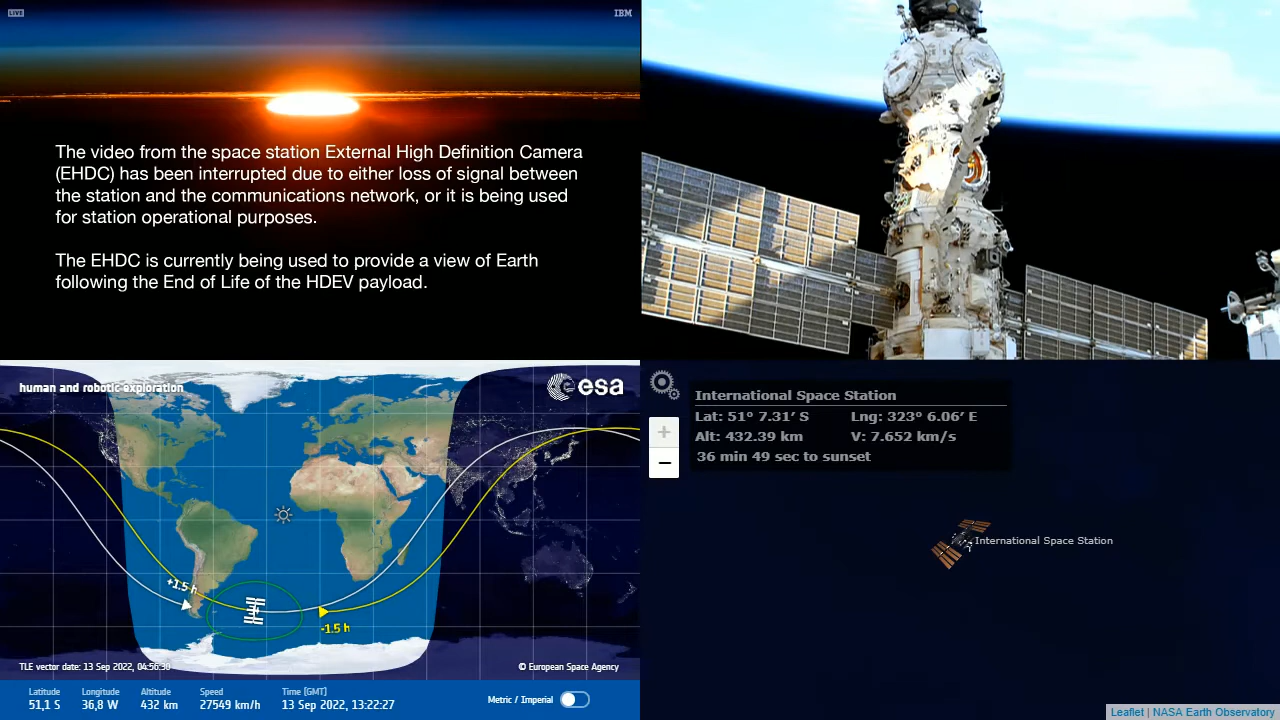 LIVE
IBM
The video from the space station External High Definition Camera
(EHDC) has been interrupted due to either loss of signal between
the station and the communications network, or it is being used
for station operational purposes.
The EHDC is currently being used to provide a view of Earth
following the End of Life of the HDEV payload.
human and robotic exploration
esa
+1.5 h
-1.5 h
TLE vector date: 13 Sep 2022, 04:56:30
© European Space Agency
Latitude
51,1 S
Longitude
36,8 W
Altitude
432 km
Speed
27549 km/h
Time (GMT)
13 Sep 2022, 13:22:27
Metric / Imperial
+
−
International Space Station
Lat: 51° 7.31′ S
Lng: 323° 6.06′ E
Alt: 432.39 km
V: 7.652 km/s
36 min 49 sec to sunset
International Space Station
Leaflet | NASA Earth Observatory